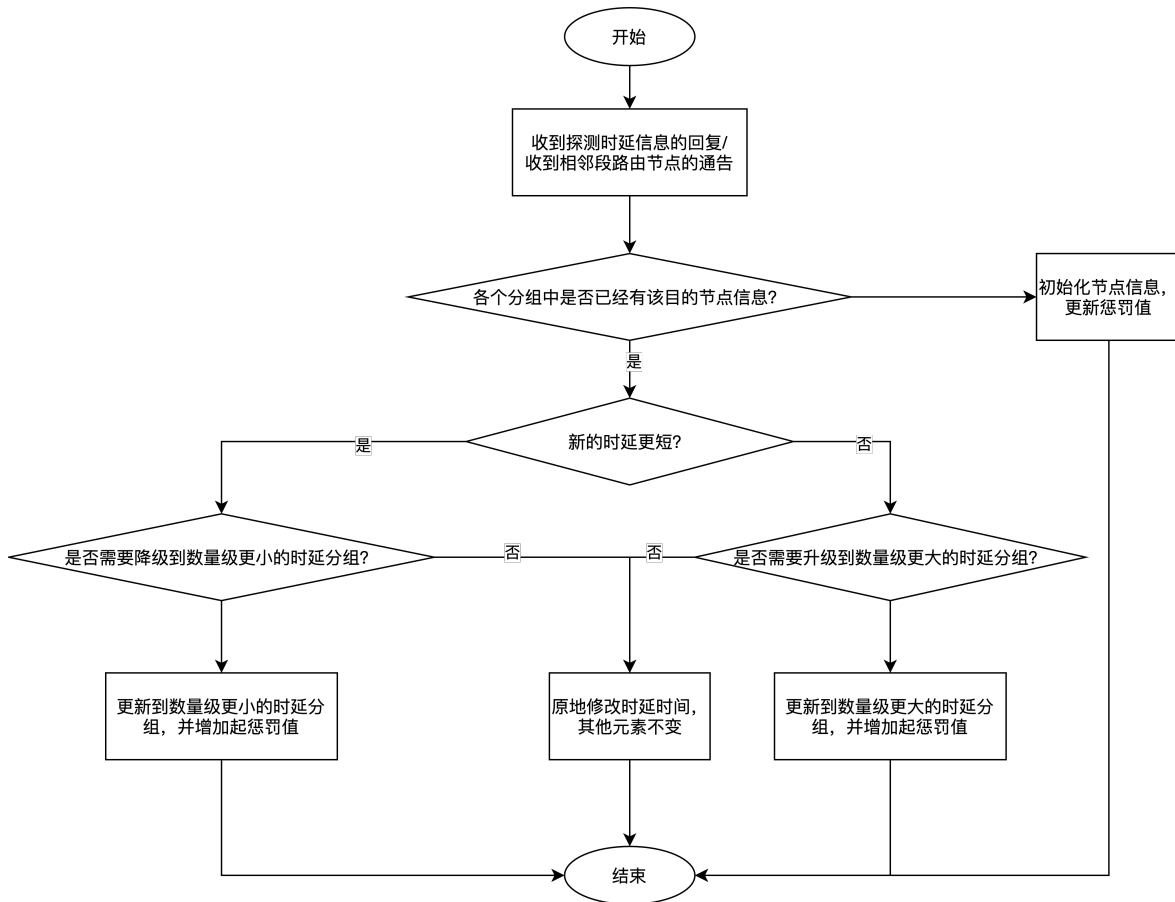 开始
收到探测时延信息的回复/
收到相邻段路由节点的通告
各个分组中是否已经有该目的节点信息?
初始化节点信息，
更新惩罚值
是
新的时延更短?
是
否
是否需要降级到数量级更小的时延分组?
否
否
是否需要升级到数量级更大的时延分组?
更新到数量级更小的时延分
组，并增加起惩罚值
原地修改时延时间，
其他元素不变
更新到数量级更大的时延分
组，并增加起惩罚值
结束